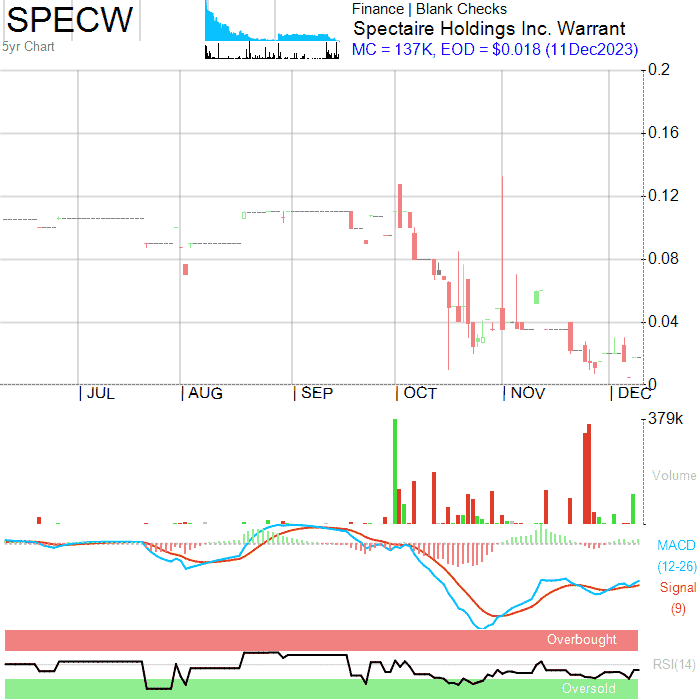 SPECW
5yr Chart
Finance | Blank Checks
Spectaire Holdings Inc. Warrant
MC = 137K, EOD = $0.018 (11Dec2023)
0.2
0.16
0.12
0.08
0.04
0
| JUL | AUG | SEP | OCT | NOV | DEC
379k
Volume
MACD
(12-26)
Signal
(9)
Overbought
RSI(14)
Oversold